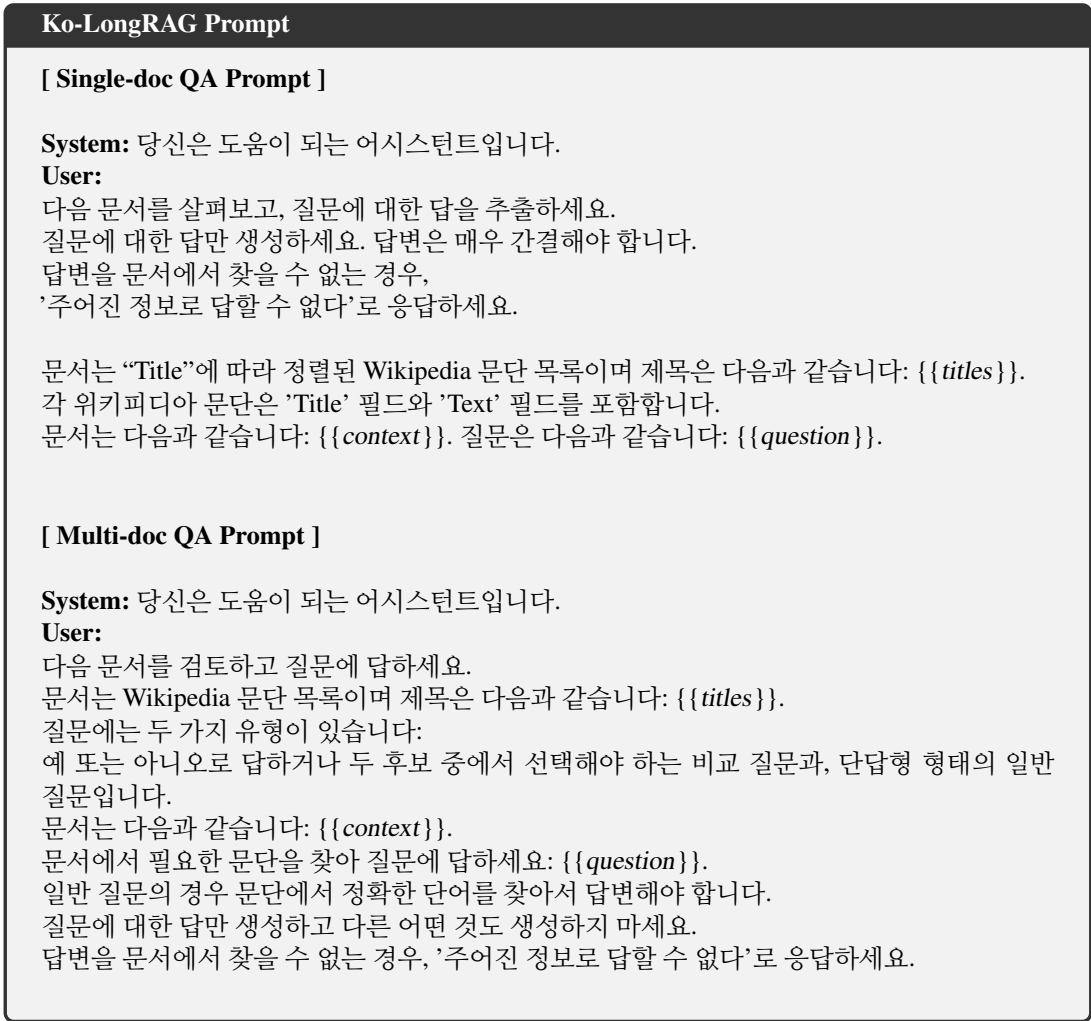 Ko-LongRAG Prompt
[ Single-doc QA Prompt ]
System: 당신은 도움이 되는 어시스턴트입니다.
User:
다음 문서를 살펴보고, 질문에 대한 답을 추출하세요.
질문에 대한 답만 생성하세요. 답변은 매우 간결해야 합니다.
답변을 문서에서 찾을 수 없는 경우,
’주어진 정보로 답할 수 없다’로 응답하세요.
문서는 “Title”에 따라 정렬된 Wikipedia 문단 목록이며 제목은 다음과 같습니다: {{titles}}.
각 위키피디아 문단은 ’Title’ 필드와 ’Text’ 필드를 포함합니다.
문서는 다음과 같습니다: {{context}}. 질문은 다음과 같습니다: {{question}}.
[ Multi-doc QA Prompt ]
System: 당신은 도움이 되는 어시스턴트입니다.
User:
다음 문서를 검토하고 질문에 답하세요.
문서는 Wikipedia 문단 목록이며 제목은 다음과 같습니다: {{titles}}.
질문에는 두 가지 유형이 있습니다:
예 또는 아니오로 답하거나 두 후보 중에서 선택해야 하는 비교 질문과, 단답형 형태의 일반
질문입니다.
문서는 다음과 같습니다: {{context}}.
문서에서 필요한 문단을 찾아 질문에 답하세요: {{question}}.
일반 질문의 경우 문단에서 정확한 단어를 찾아서 답변해야 합니다.
질문에 대한 답만 생성하고 다른 어떤 것도 생성하지 마세요.
답변을 문서에서 찾을 수 없는 경우, ’주어진 정보로 답할 수 없다’로 응답하세요.